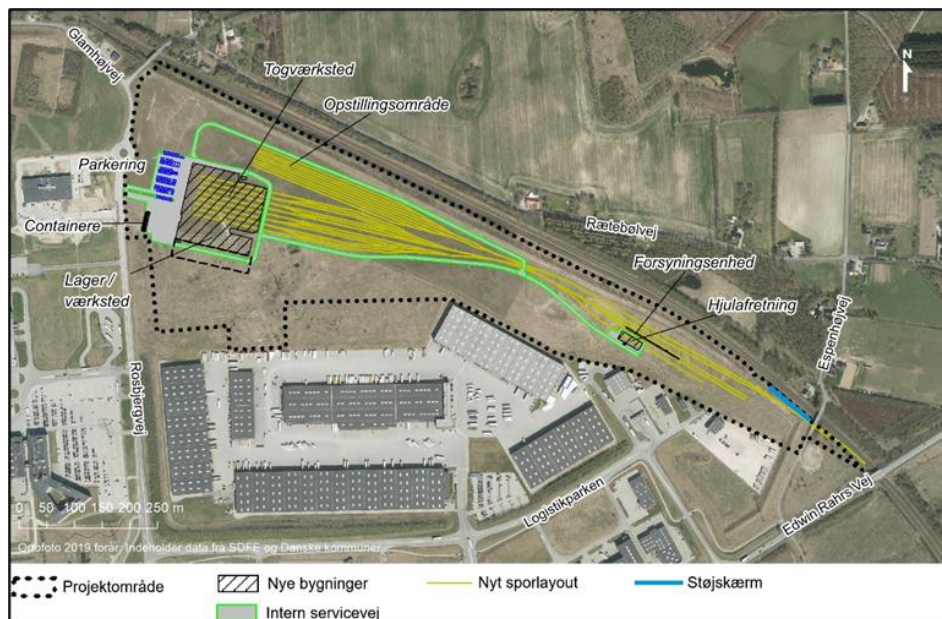 Glamhøjvej
N
Togværksted
Opstillingsområde
Parkering
Containere
Rætebølvej
Forsyningsenhed
Lager /
værksted
Hjulafretning
Espenhøjvej
Rosbjergvej
Logistikparken
Edwin Rahrs Vej
0 50 100 150 200 250 m
Ortofoto 2019 forår: Indeholder data fra SDFE og Danske kommuner
Projektområde
Nye bygninger
Nyt sporlayout
Støjskærm
Intern servicevej